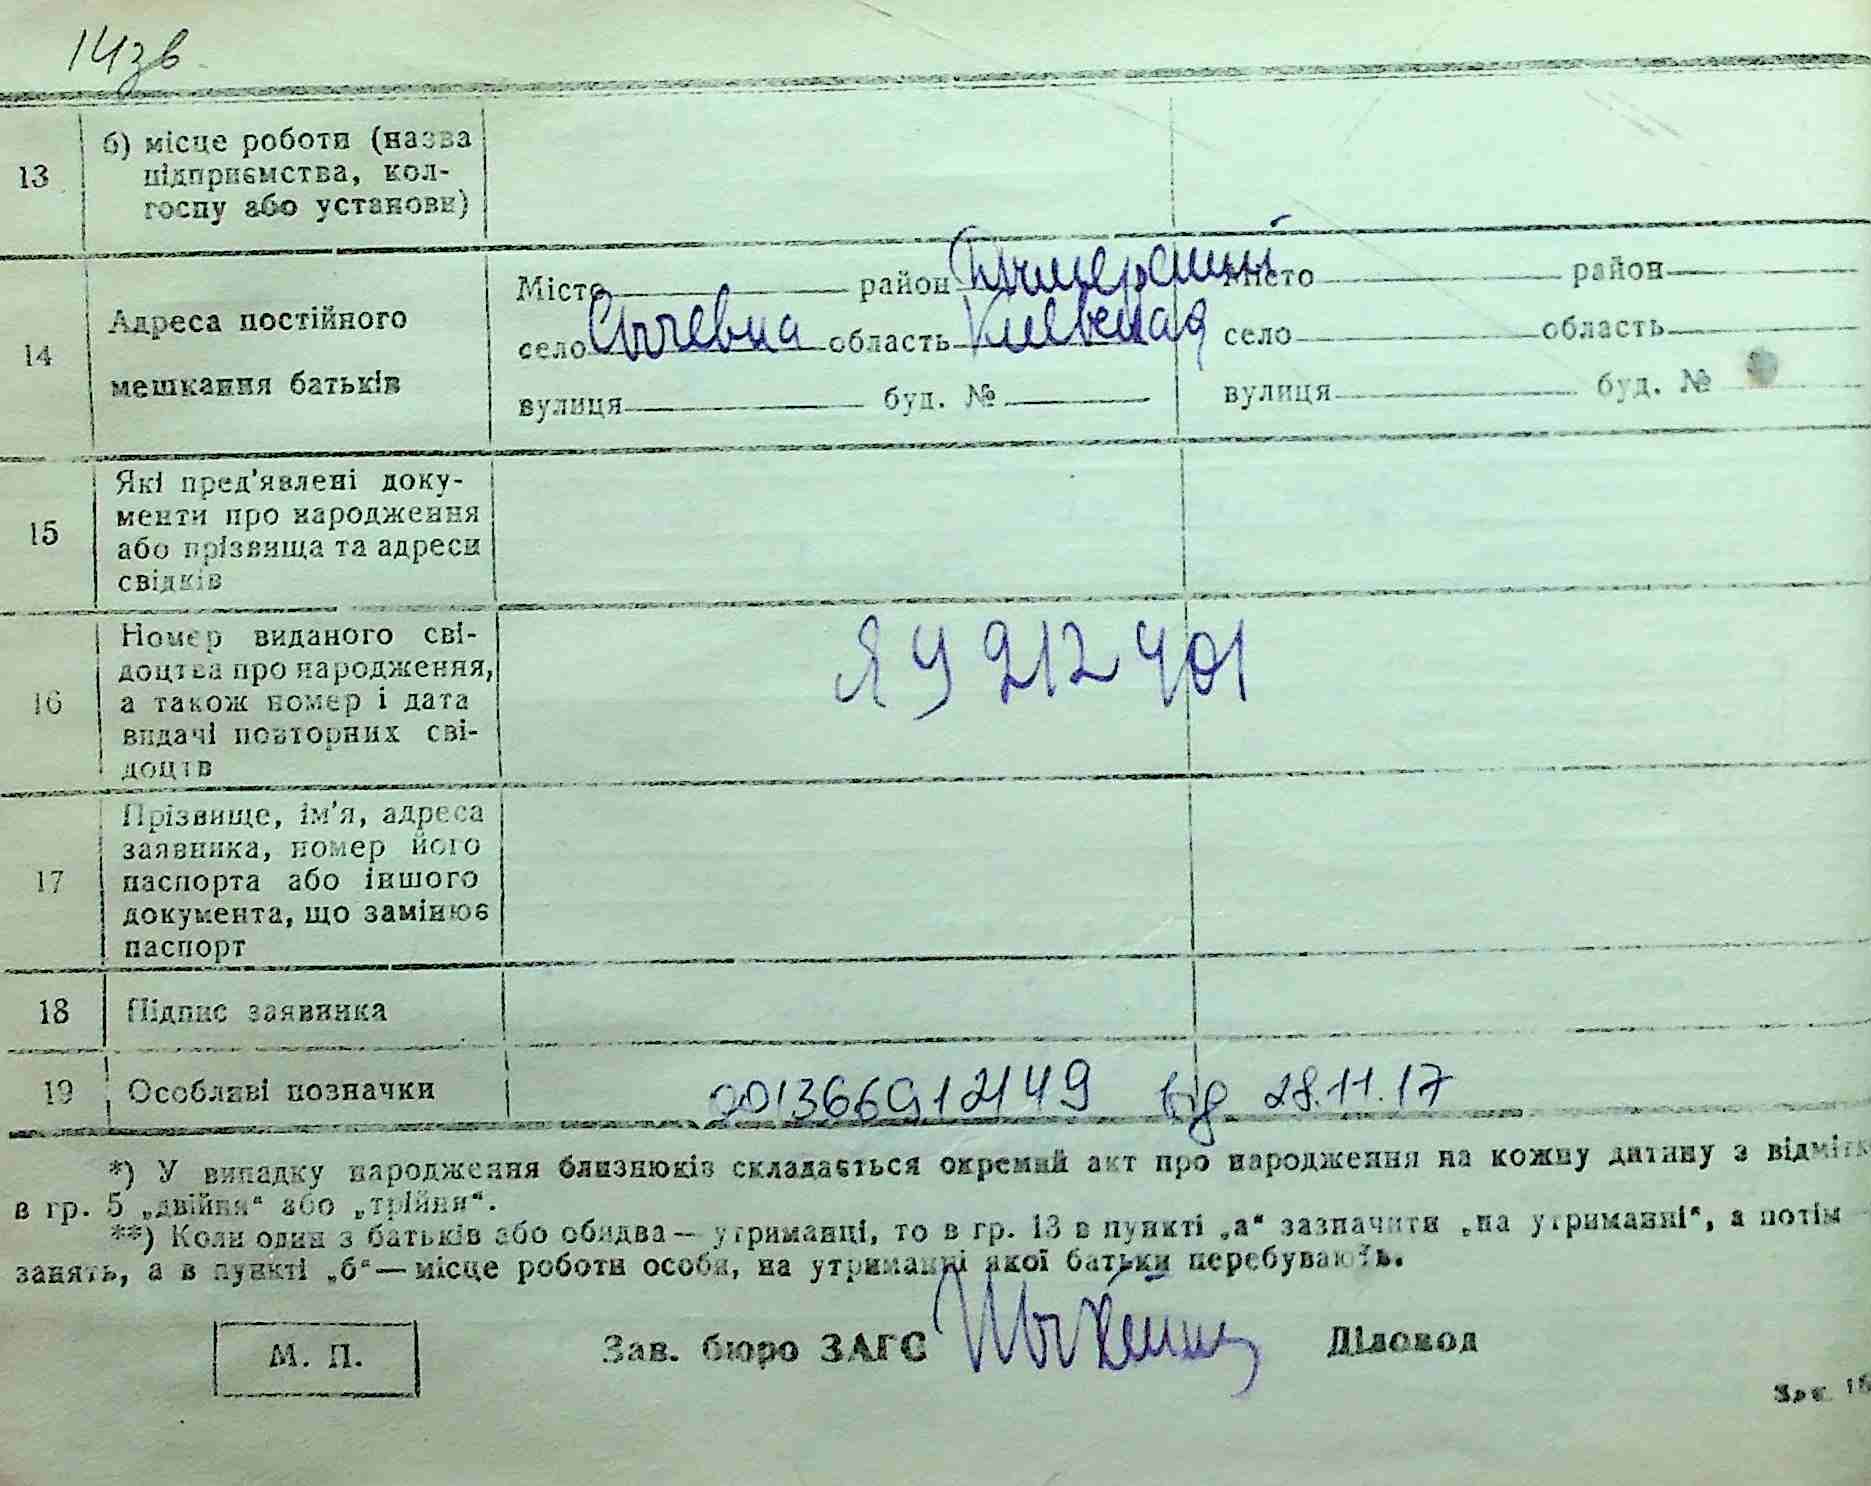 14зв
13
б) місце роботи (назва
підприємства, кол-
госпу або установи)
14
Адреса постійного
мешкання батьків
Місто район Дымерский
село область Киевская
вулиця буд. №
Місто район
село область
вулиця буд. №
15
Які пред'явлені доку-
менти про народження
або прізвища та адреси
свідків
16
Номер виданого сві-
доцтва про народження,
а також номер і дата
видачі повторних сві-
доцтв
ЯУ 212401
17
Прізвище, ім'я, адреса
заявника, номер його
паспорта або іншого
документа, що замінює
паспорт
18
Підпис заявника
19
Особливі позначки
від 28.11.17
*) У випадку народження близнюків складається окремий акт про народження на кожну дитину з відмітк
в гр. 5 „двійня“ або „трійня“.
**) Коли один з батьків або обидва — утриманці, то в гр. 13 в пункті „а“ зазначити „на утриманні“, а потім —
занять, а в пункті „б“ — місце роботи особи, на утриманні якої батьки перебувають.
М. П.
Зав. бюро ЗАГС
Діловод
Зак. 16